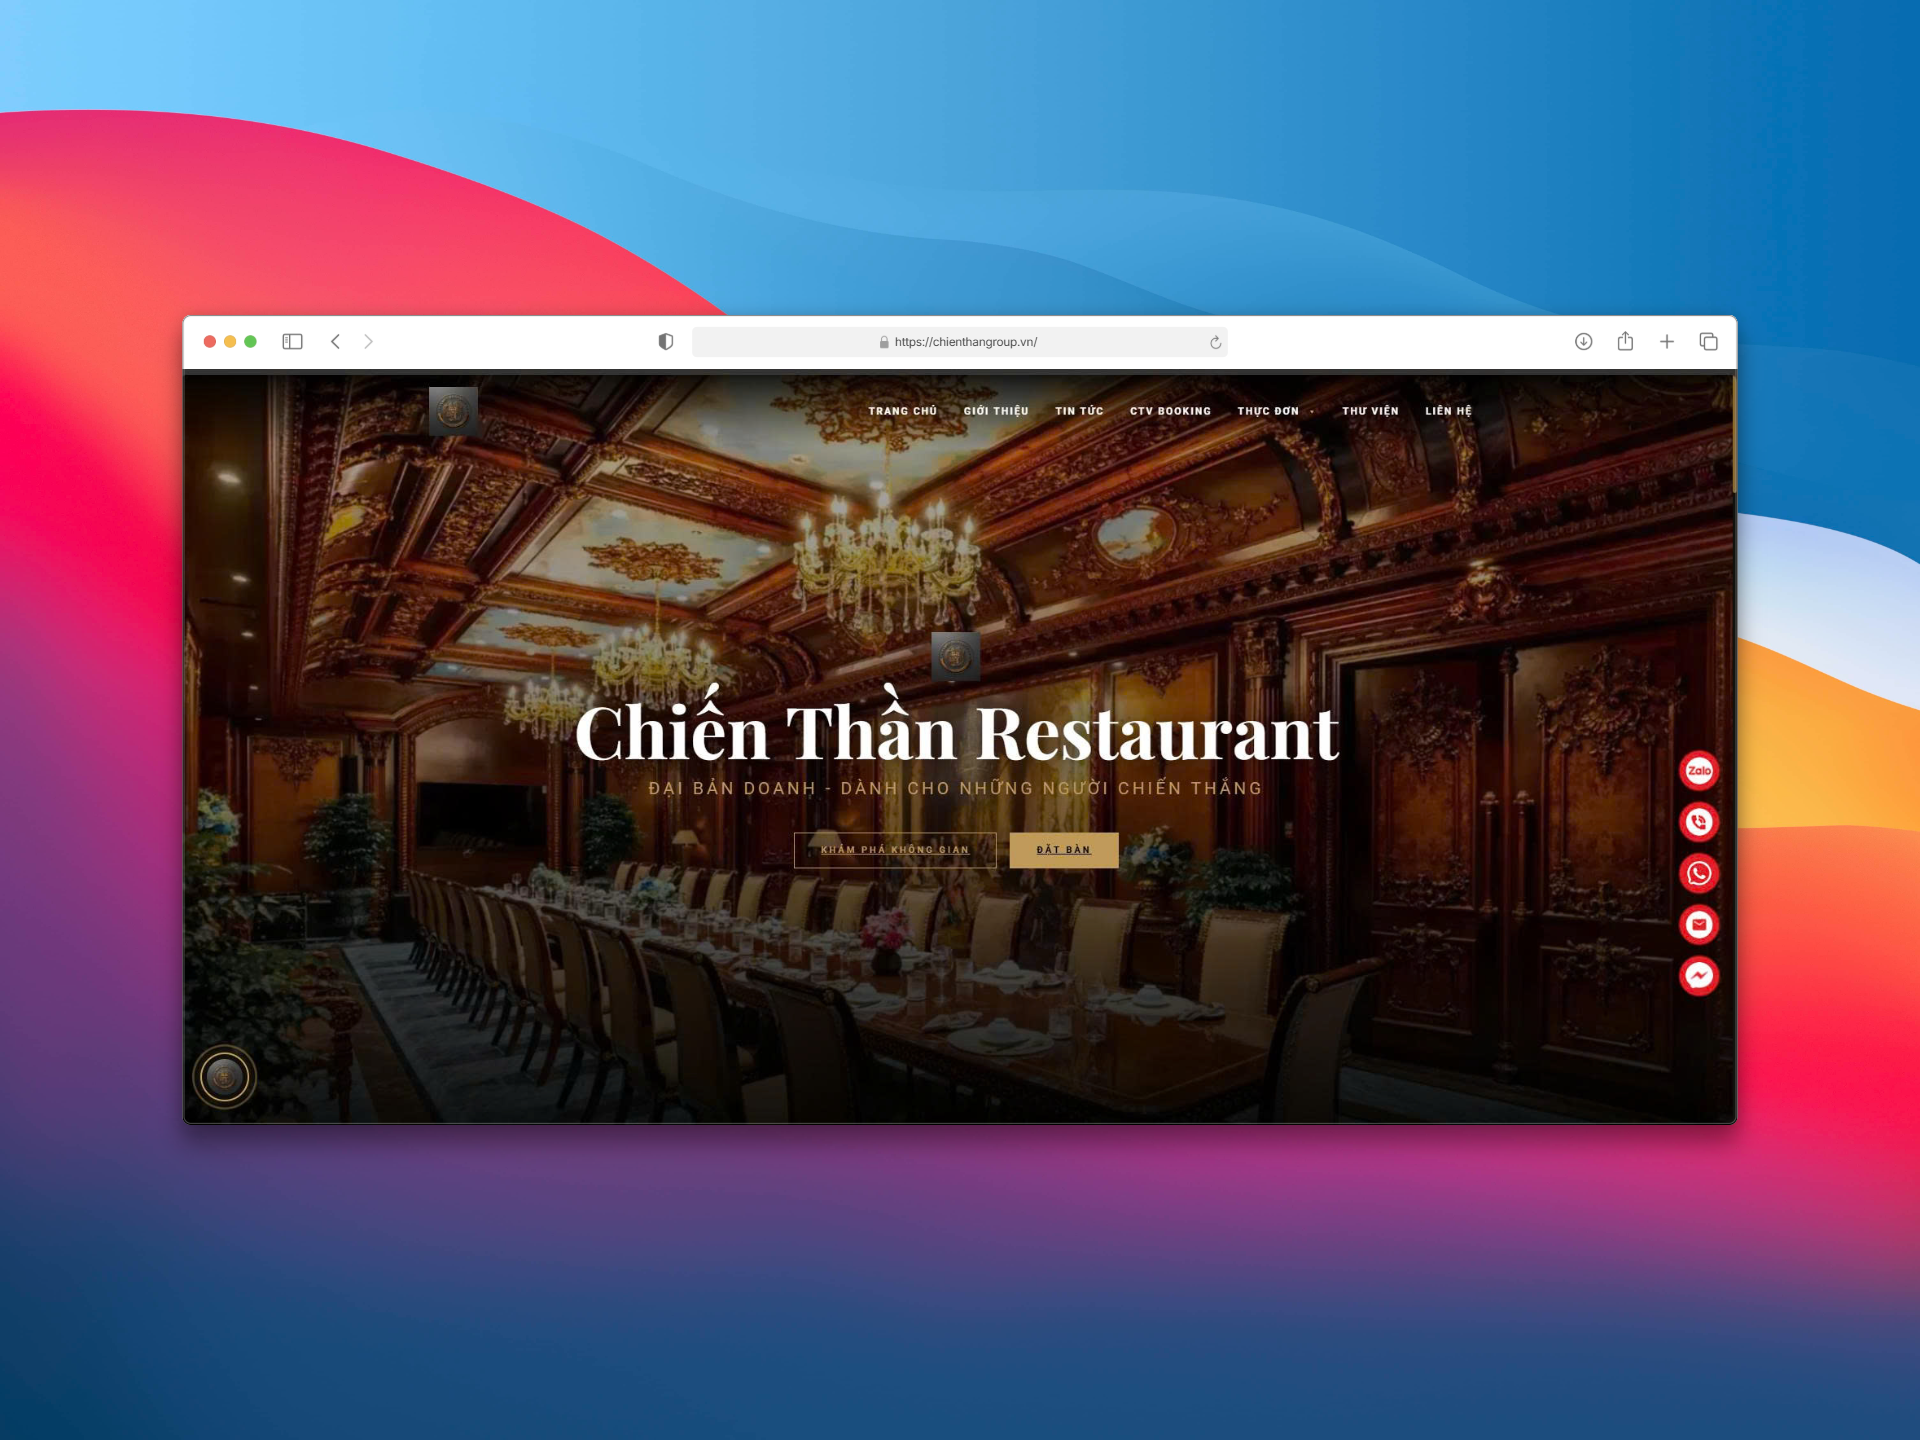 https://chienthangroup.vn/
TRANG CHỦ GIỚI THIỆU TIN TỨC CTV BOOKING THỰC ĐƠN THƯ VIỆN LIÊN HỆ
Chiến Thần Restaurant
ĐẠI BẢN DOANH - DÀNH CHO NHỮNG NGƯỜI CHIẾN THẮNG
KHÁM PHÁ KHÔNG GIAN ĐẶT BÀN
Zalo